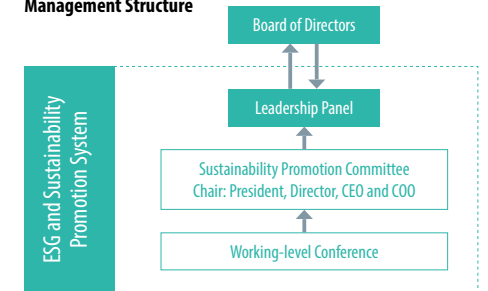 Management Structure
Board of Directors
Leadership Panel
ESG and Sustainability
Promotion System
Sustainability Promotion Committee
Chair: President, Director, CEO and COO
Working-level Conference